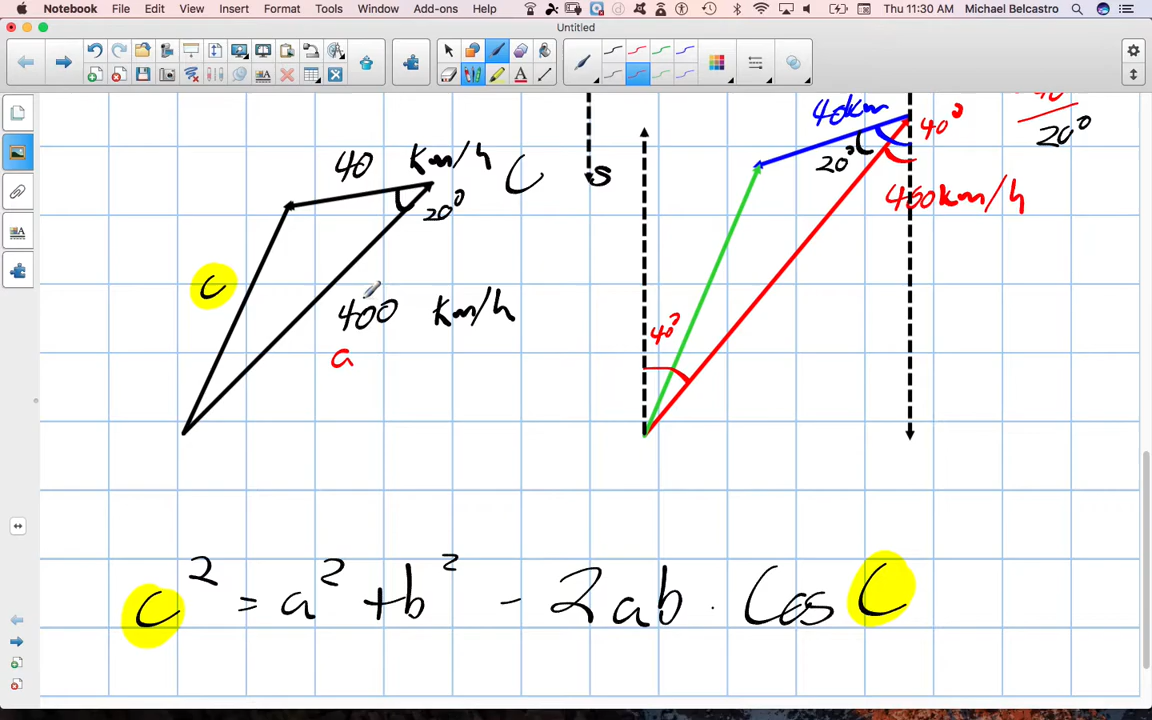 Notebook File Edit View Insert Format Tools Window Add-ons Help Thu 11:30 AM Michael Belcastro
Untitled
40km
40°
20°
40 km/h C
S
20°
20°
400km/h
c
400 km/h
40°
a
c² = a² + b² - 2ab · Cos C